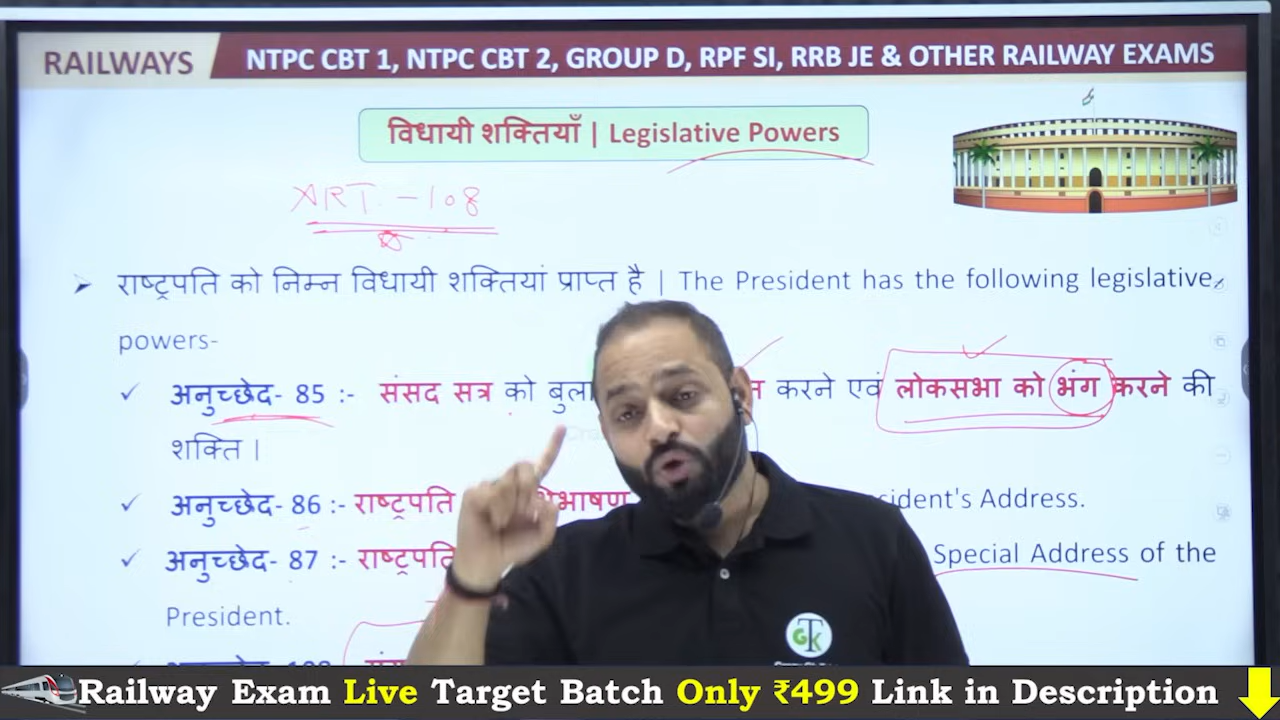 RAILWAYS NTPC CBT 1, NTPC CBT 2, GROUP D, RPF SI, RRB JE & OTHER RAILWAY EXAMS
विधायी शक्तियाँ | Legislative Powers
ART. - 108
राष्ट्रपति को निम्न विधायी शक्तियां प्राप्त है | The President has the following legislative
powers-
अनुच्छेद- 85 :- संसद सत्र को करने एवं लोकसभा को भंग करने की
शक्ति |
अनुच्छेद- 86 :- राष्ट्रपति Address.
अनुच्छेद- 87 :- राष्ट्रपति Special Address of the
President.
GTK
Railway Exam Live Target Batch Only ₹499 Link in Description